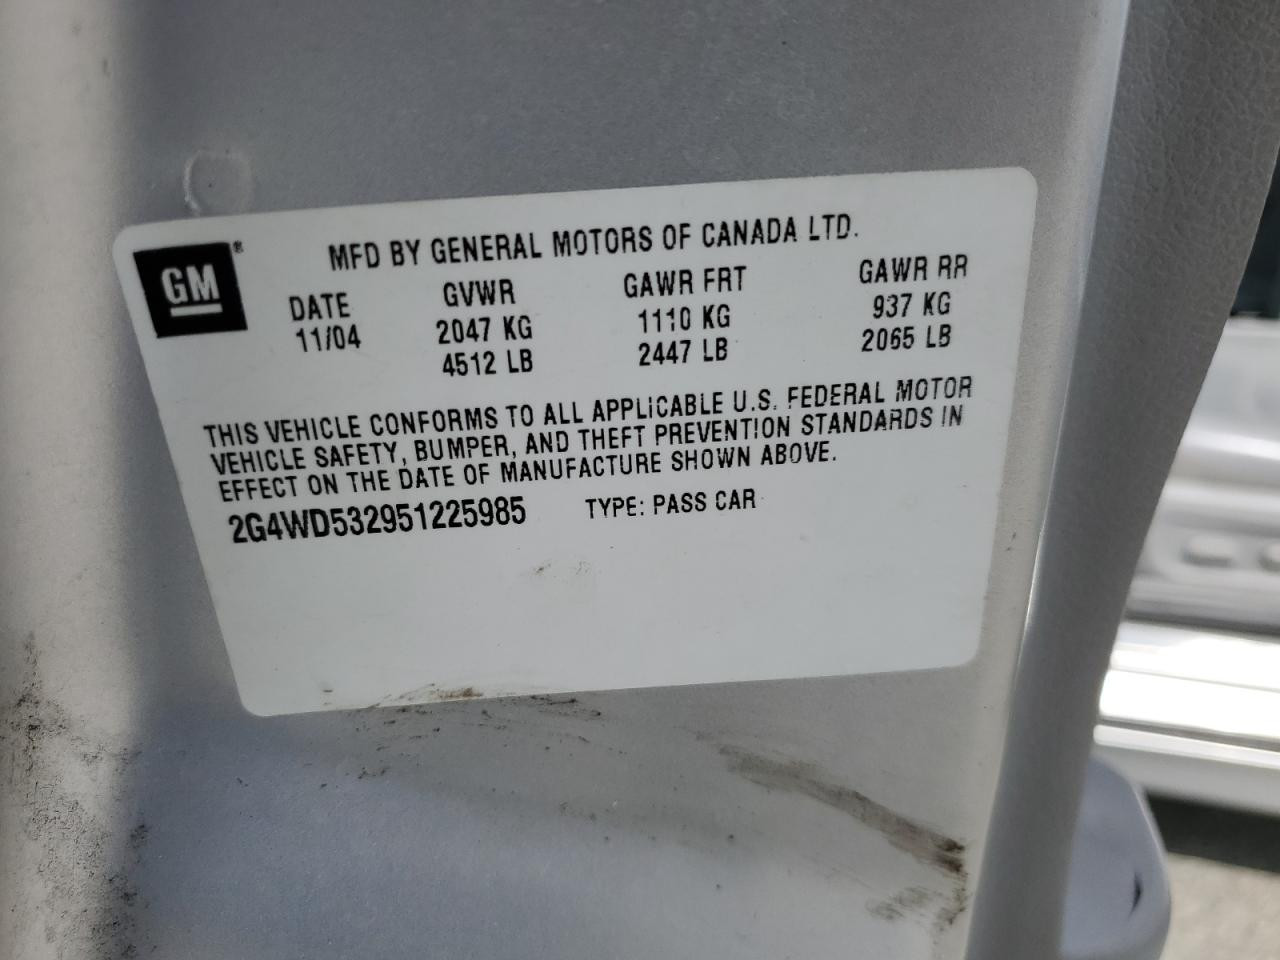 GM®
MFD BY GENERAL MOTORS OF CANADA LTD.
DATE GVWR GAWR FRT GAWR RR
11/04 2047 KG 1110 KG 937 KG
4512 LB 2447 LB 2065 LB
THIS VEHICLE CONFORMS TO ALL APPLICABLE U.S. FEDERAL MOTOR
VEHICLE SAFETY, BUMPER, AND THEFT PREVENTION STANDARDS IN
EFFECT ON THE DATE OF MANUFACTURE SHOWN ABOVE.
2G4WD532951225985 TYPE: PASS CAR